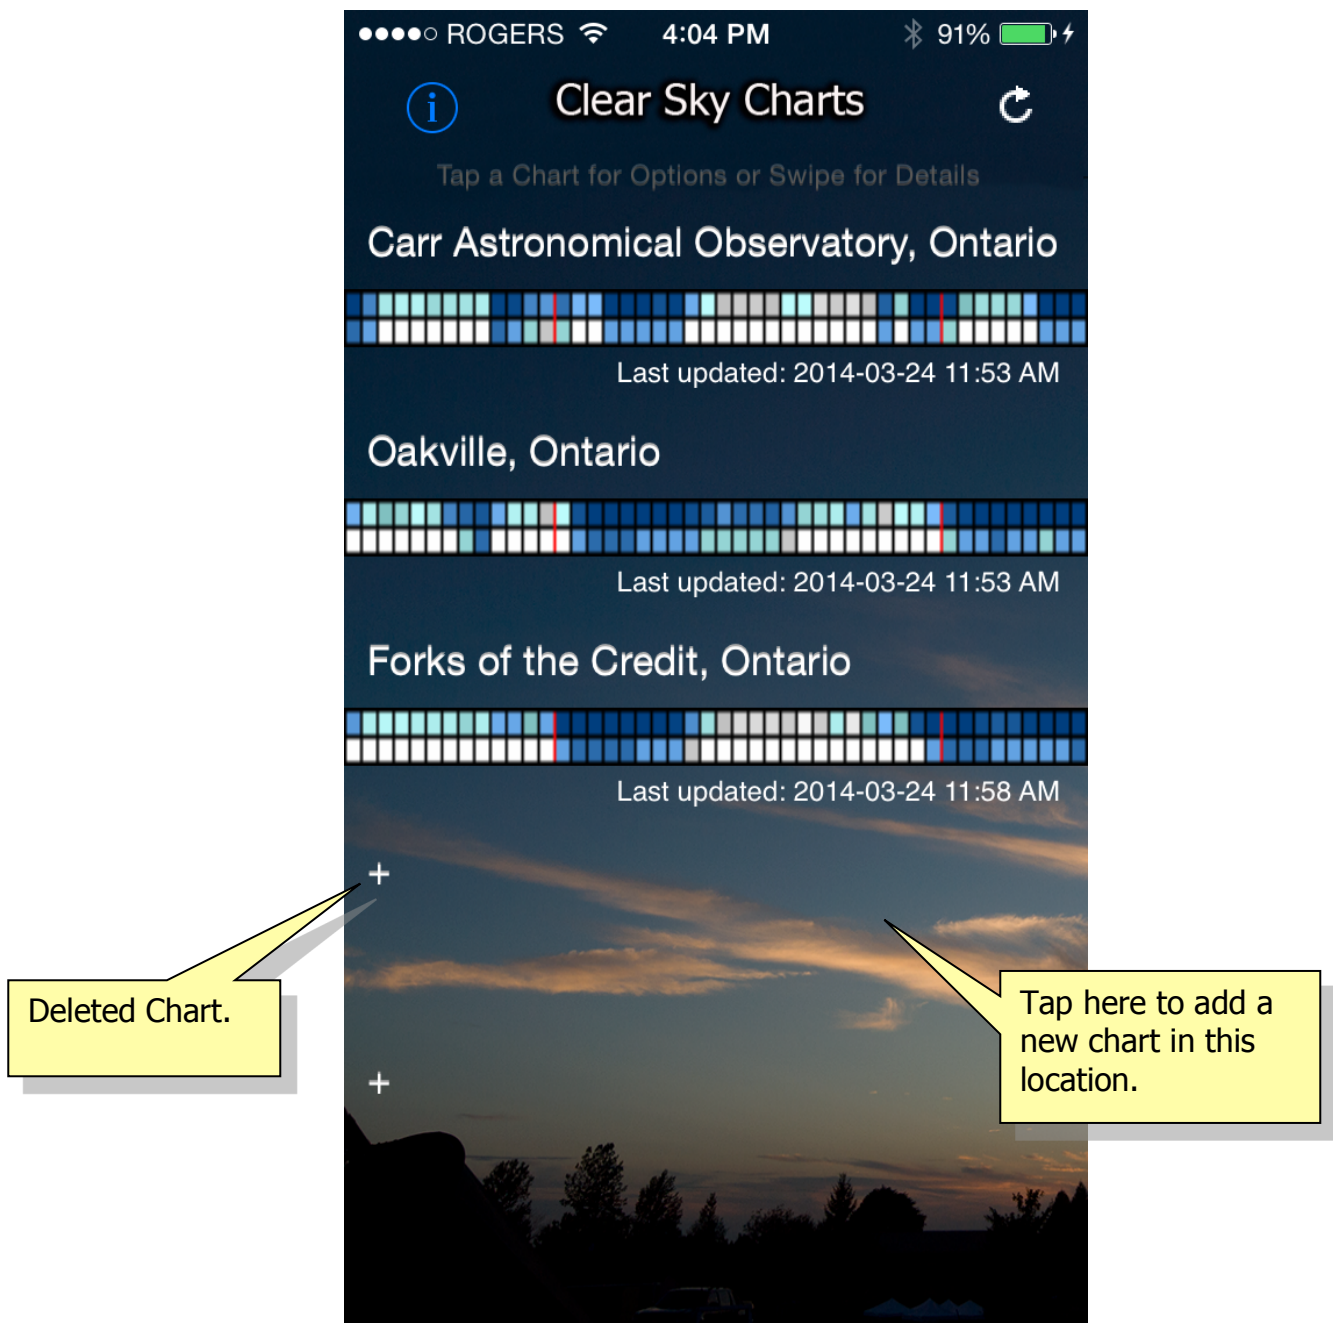 ROGERS 4:04 PM 91%
i Clear Sky Charts
Tap a Chart for Options or Swipe for Details
Carr Astronomical Observatory, Ontario
Last updated: 2014-03-24 11:53 AM
Oakville, Ontario
Last updated: 2014-03-24 11:53 AM
Forks of the Credit, Ontario
Last updated: 2014-03-24 11:58 AM
+
Deleted Chart.
Tap here to add a
new chart in this
location.
+